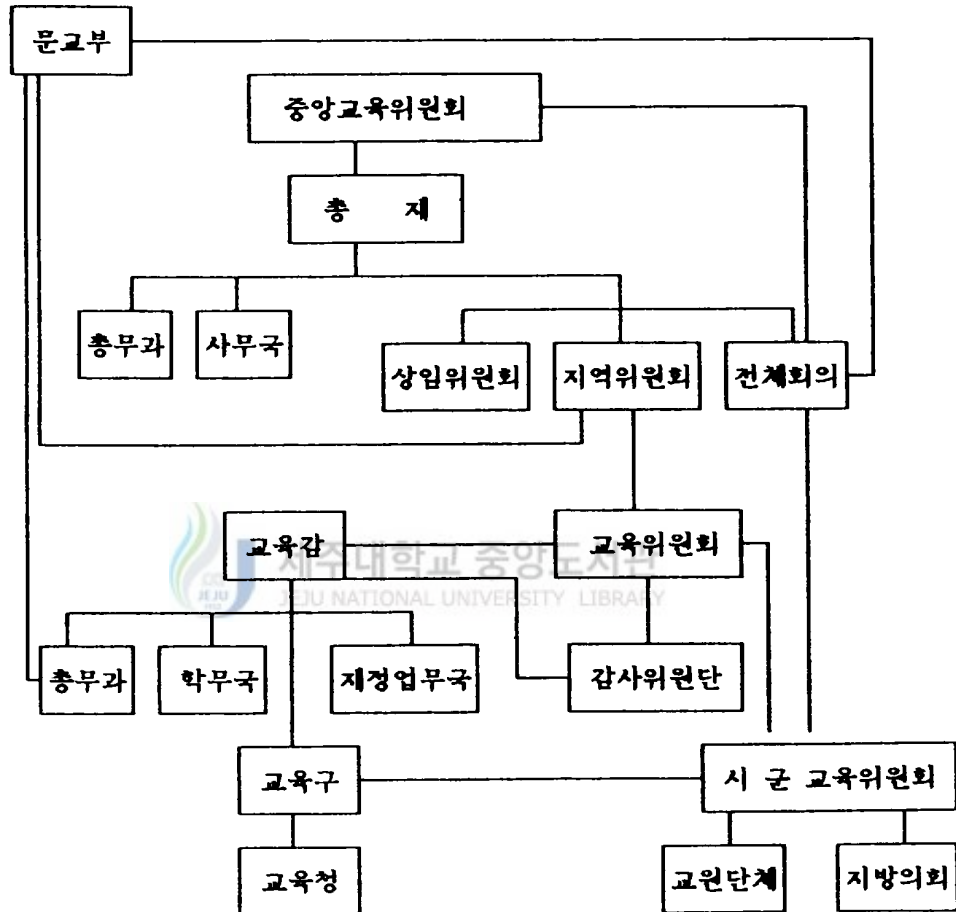 문교부
중앙교육위원회
총 재
총무과 사무국
상임위원회 지역위원회 전체회의
교육감 교육위원회
제주대학교 중앙도서관
JEJU NATIONAL UNIVERSITY LIBRARY
JEJU
총무과 학무국 재정업무국 감사위원단
교육구 시 군 교육위원회
교육청 교원단체 지방의회